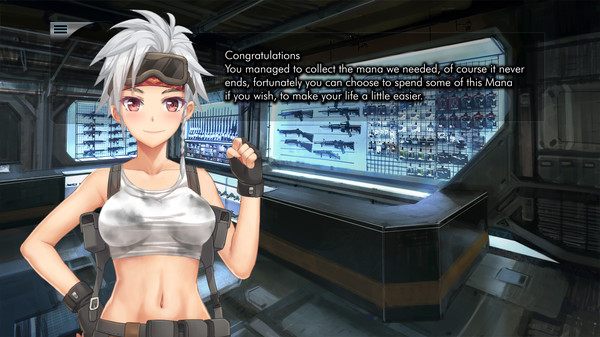 Congratulations
You managed to collect the mana we needed, of course it never
ends, fortunately you can choose to spend some of this Mana
if you wish, to make your life a little easier.